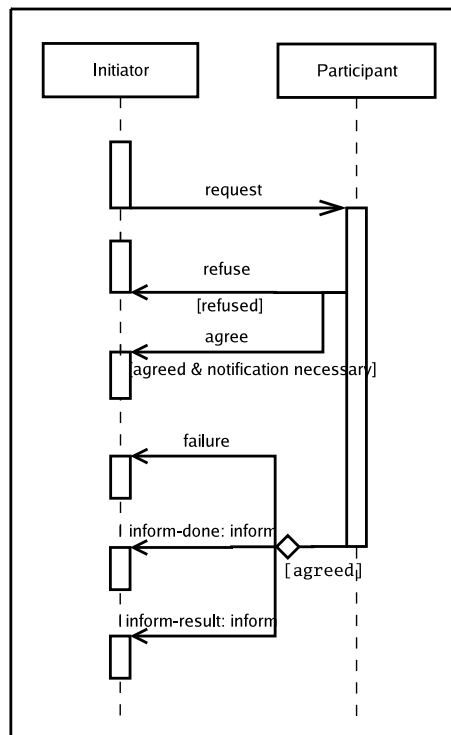 Initiator
Participant
request
refuse
[refused]
agree
[agreed & notification necessary]
failure
inform-done: inform
[agreed]
inform-result: inform